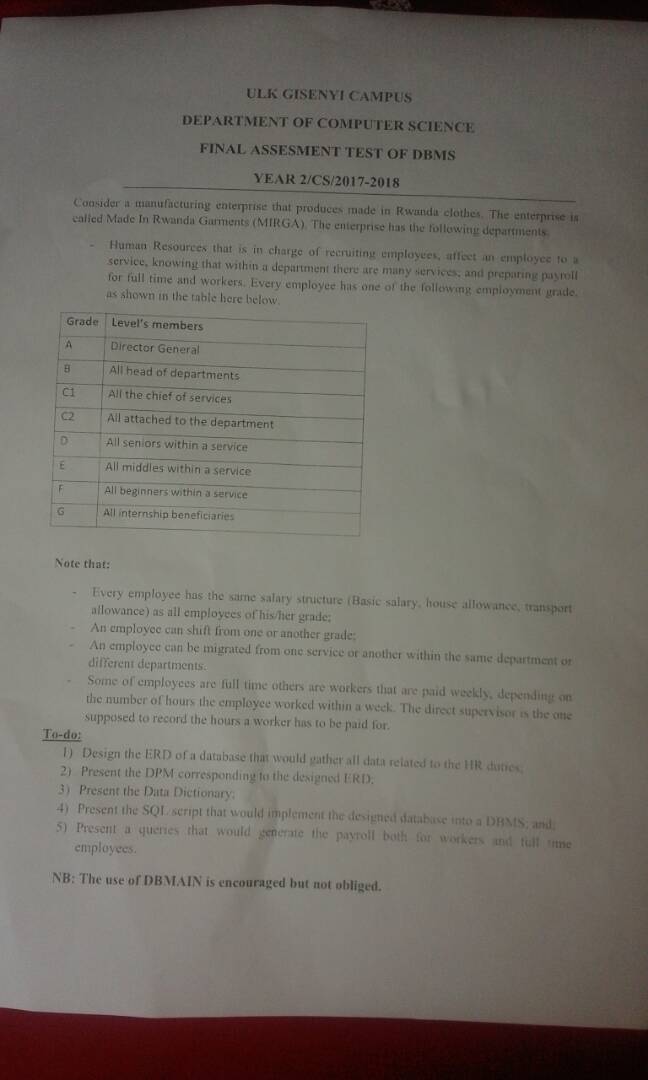 ULK GISENYI CAMPUS
DEPARTMENT OF COMPUTER SCIENCE
FINAL ASSESMENT TEST OF DBMS
YEAR 2/CS/2017-2018
Consider a manufacturing enterprise that produces made in Rwanda clothes. The enterprise is
called Made In Rwanda Garments (MIRGA). The enterprise has the following departments.
- Human Resources that is in charge of recruiting employees, affect an employee to a
service, knowing that within a department there are many services; and preparing payroll
for full time and workers. Every employee has one of the following employment grade,
as shown in the table here below.
Grade Level's members
A Director General
B All head of departments
C1 All the chief of services
C2 All attached to the department
D All seniors within a service
E All middles within a service
F All beginners within a service
G All internship beneficiaries
Note that:
- Every employee has the same salary structure (Basic salary, house allowance, transport
allowance) as all employees of his/her grade;
- An employee can shift from one or another grade;
- An employee can be migrated from one service or another within the same department or
different departments.
- Some of employees are full time others are workers that are paid weekly, depending on
the number of hours the employee worked within a week. The direct supervisor is the one
supposed to record the hours a worker has to be paid for.
To-do:
1) Design the ERD of a database that would gather all data related to the HR duties;
2) Present the DPM corresponding to the designed ERD;
3) Present the Data Dictionary;
4) Present the SQL script that would implement the designed database into a DBMS; and;
5) Present a queries that would generate the payroll both for workers and full time
employees.
NB: The use of DBMAIN is encouraged but not obliged.